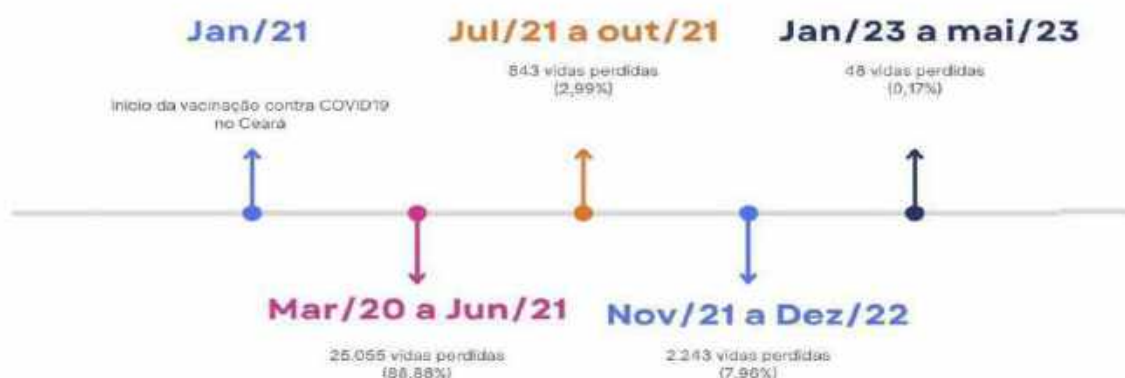 Jan/21
Início da vacinação contra COVID19
no Ceará
Jul/21 a out/21
843 vidas perdidas
(2,99%)
Jan/23 a mai/23
48 vidas perdidas
(0,17%)
Mar/20 a Jun/21
25.055 vidas perdidas
(88,88%)
Nov/21 a Dez/22
2.243 vidas perdidas
(7,96%)